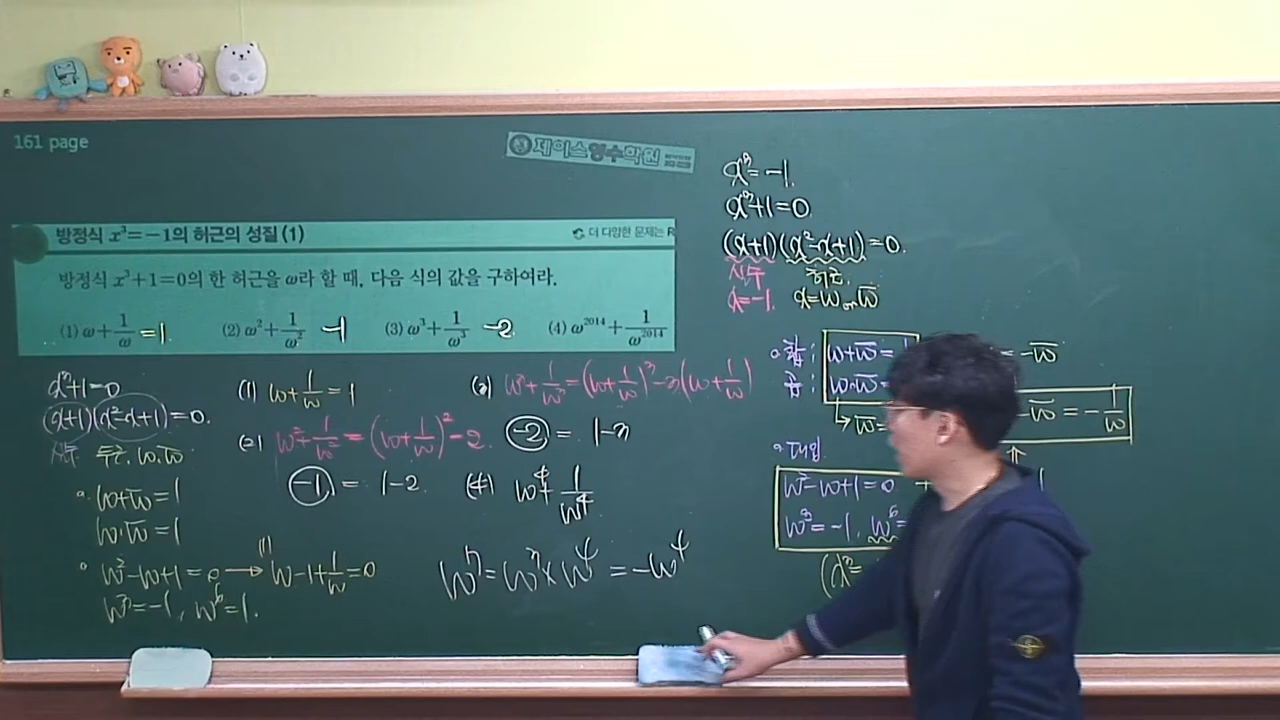 161 page
제이스영수학원
방정식 x³=−1의 허근의 성질 (1)
더 다양한 문제는 R
방정식 x³+1=0의 한 허근을 ω라 할 때, 다음 식의 값을 구하여라.
(1) ω+1/ω =1 (2) ω²+1/ω² −1 (3) ω³+1/ω³ −2 (4) ω²⁰¹⁴+1/ω²⁰¹⁴
x³+1=0
(x+1)(x²-x+1)=0.
두근. ω. ω̅
ω+ω̅=1
ω·ω̅=1
ω²-ω+1=0 → (1) ω-1+1/ω=0
ω³=-1, ω⁶=1.
(1) ω+1/ω=1
(2) ω²+1/ω²=(ω+1/ω)²-2
-1 = 1-2
(3) ω³+1/ω³=(ω+1/ω)³-3(ω+1/ω)
-2 = 1-3
(4) ω⁴+1/ω⁴
ω⁷=ω³×ω⁴=-ω⁴
x³=-1.
x³+1=0
(x+1)(x²-x+1)=0.
실수 허근.
x=-1. x=ω or ω̅
합; ω+ω̅=1 =-ω̅
곱; ω·ω̅=
→ω̅= -ω̅=-1/ω
대입
ω²-ω+1=0 +
ω³=-1, ω⁶=
(x²=